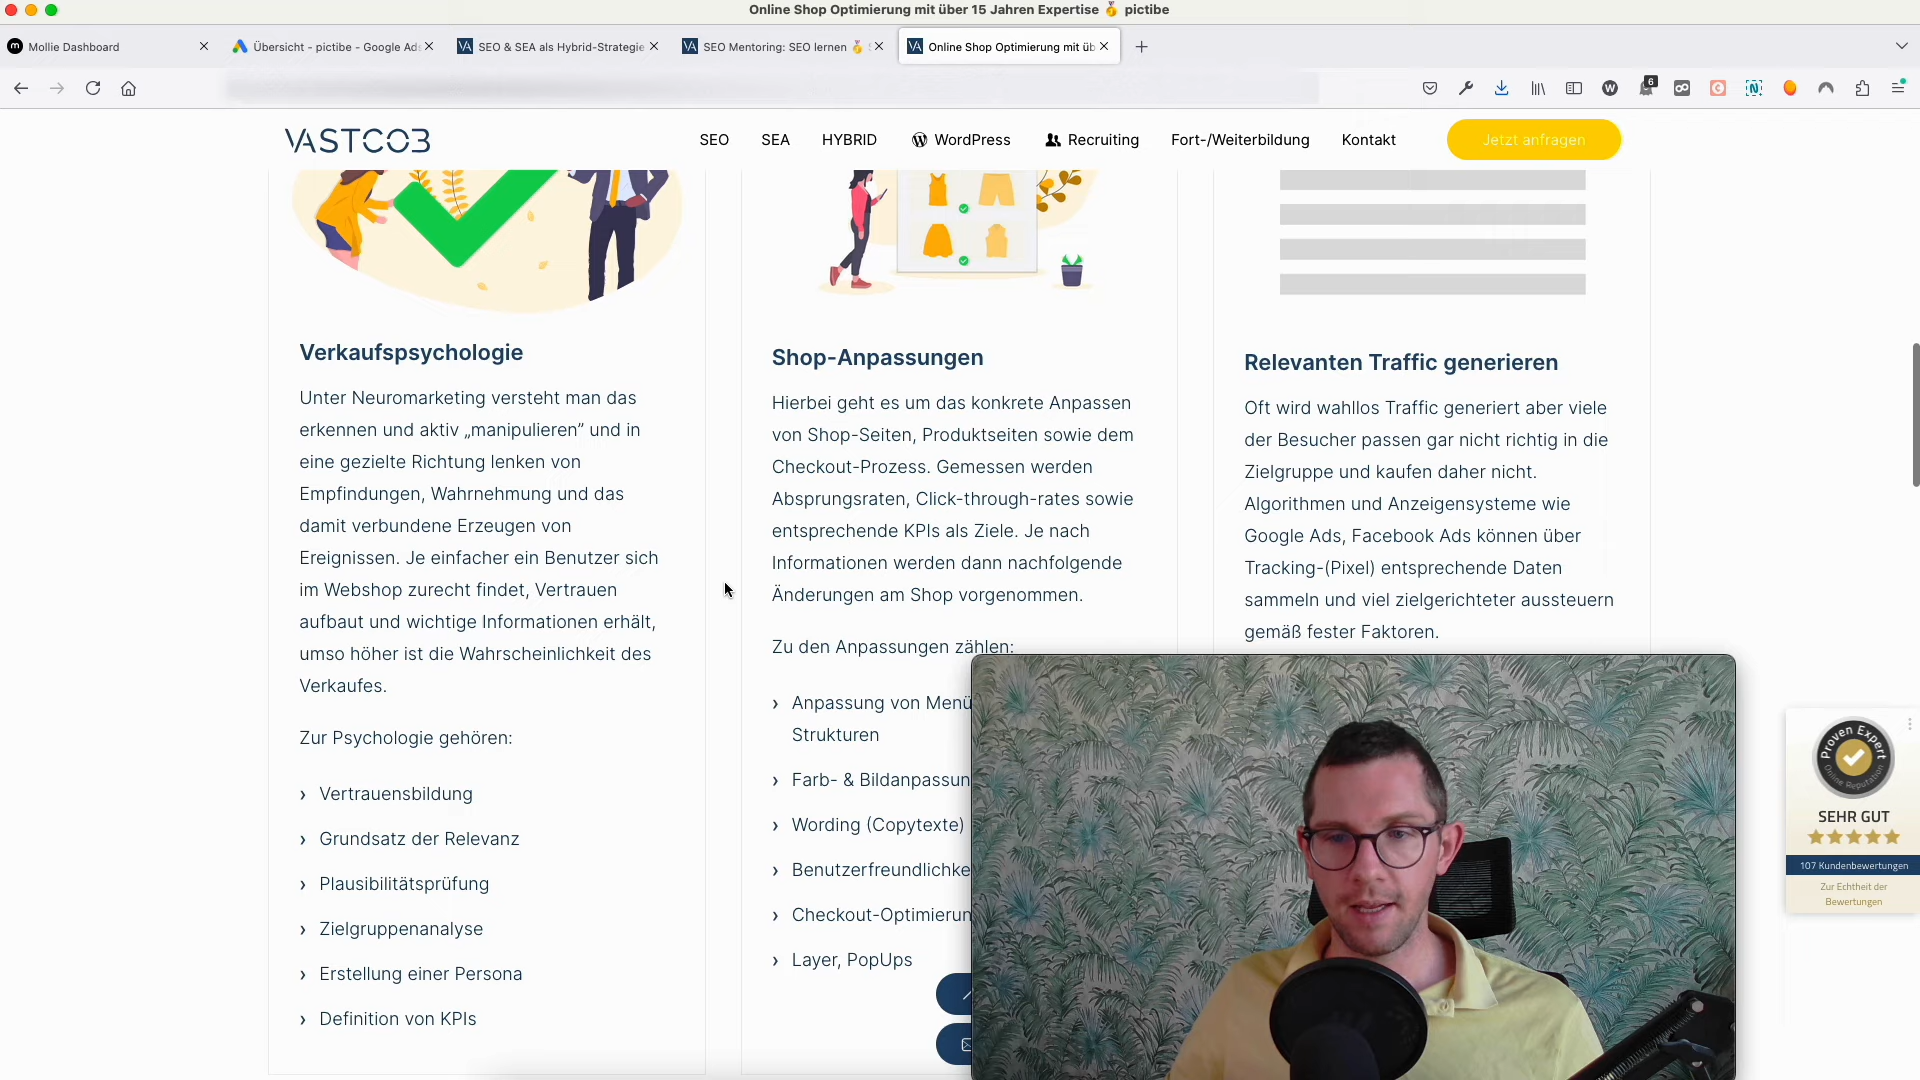 Online Shop Optimierung mit über 15 Jahren Expertise 🥇 pictibe
Mollie Dashboard
Übersicht - pictibe - Google Ad
SEO & SEA als Hybrid-Strategie
SEO Mentoring: SEO lernen 🥇
Online Shop Optimierung mit üb
6
VASTCOB
SEO
SEA
HYBRID
WordPress
Recruiting
Fort-/Weiterbildung
Kontakt
Jetzt anfragen
Verkaufspsychologie
Unter Neuromarketing versteht man das
erkennen und aktiv „manipulieren” und in
eine gezielte Richtung lenken von
Empfindungen, Wahrnehmung und das
damit verbundene Erzeugen von
Ereignissen. Je einfacher ein Benutzer sich
im Webshop zurecht findet, Vertrauen
aufbaut und wichtige Informationen erhält,
umso höher ist die Wahrscheinlichkeit des
Verkaufes.
Zur Psychologie gehören:
› Vertrauensbildung
› Grundsatz der Relevanz
› Plausibilitätsprüfung
› Zielgruppenanalyse
› Erstellung einer Persona
› Definition von KPIs
Shop-Anpassungen
Hierbei geht es um das konkrete Anpassen
von Shop-Seiten, Produktseiten sowie dem
Checkout-Prozess. Gemessen werden
Absprungsraten, Click-through-rates sowie
entsprechende KPIs als Ziele. Je nach
Informationen werden dann nachfolgende
Änderungen am Shop vorgenommen.
Zu den Anpassungen zählen:
› Anpassung von Menü
Strukturen
› Farb- & Bildanpassun
› Wording (Copytexte)
› Benutzerfreundlichke
› Checkout-Optimierun
› Layer, PopUps
Relevanten Traffic generieren
Oft wird wahllos Traffic generiert aber viele
der Besucher passen gar nicht richtig in die
Zielgruppe und kaufen daher nicht.
Algorithmen und Anzeigensysteme wie
Google Ads, Facebook Ads können über
Tracking-(Pixel) entsprechende Daten
sammeln und viel zielgerichteter aussteuern
gemäß fester Faktoren.
Proven Expert
Online Reputation
SEHR GUT
107 Kundenbewertungen
Zur Echtheit der
Bewertungen